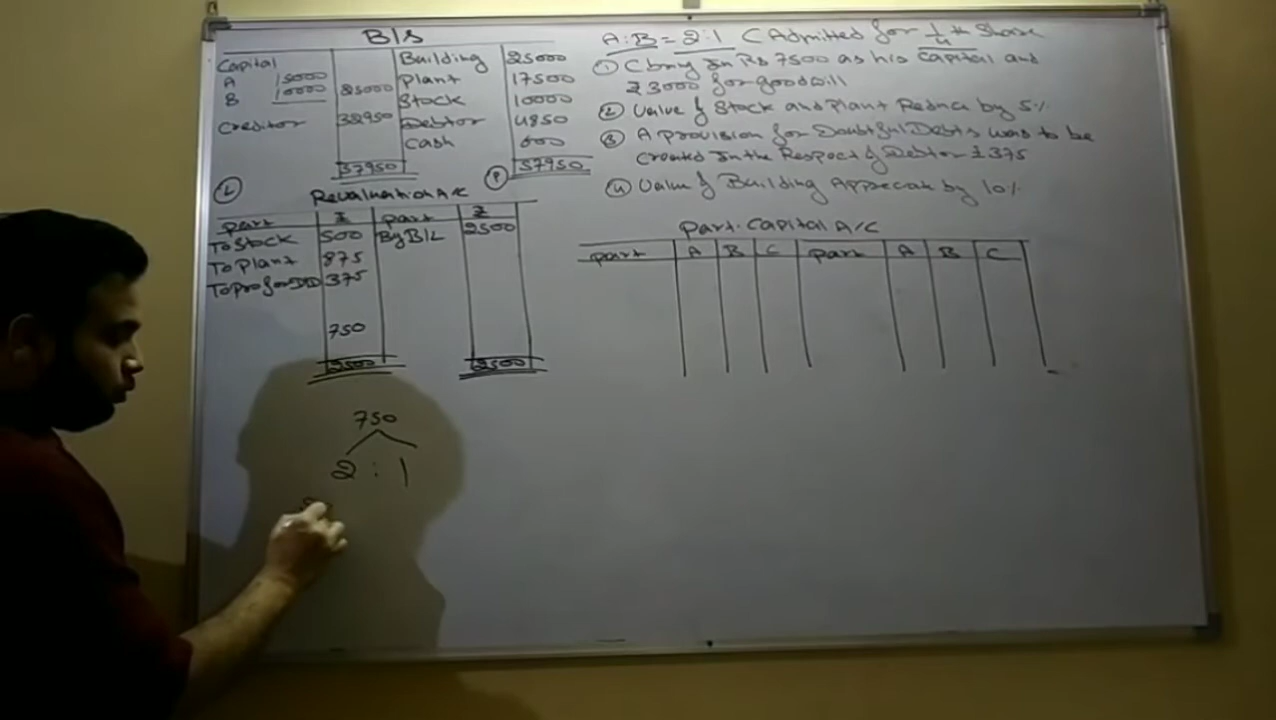 B/S
Capital Building 25000
A 15000 Plant 17500
B 10000 25000 Stock 10000
Creditor 32950 Debtor 4850
Cash 600
57950 57950
A:B = 2:1 C Admitted for 1/4th Share
① C bring in Rs 7500 as his Capital and
₹ 3000 for goodwill
② Value of Stock and Plant Reduce by 5%
③ A provision for Doubtful Debts was to be
Created in the Respect of Debtor ₹ 375
④ Value of Building Appreciate by 10%
Revaluation A/c
part ₹ part ₹
To Stock 500 By B/L 2500
To plant 875
To pro for DD 375
750
2500 2500
part. Capital A/C
part A B C part A B C
750
2 : 1